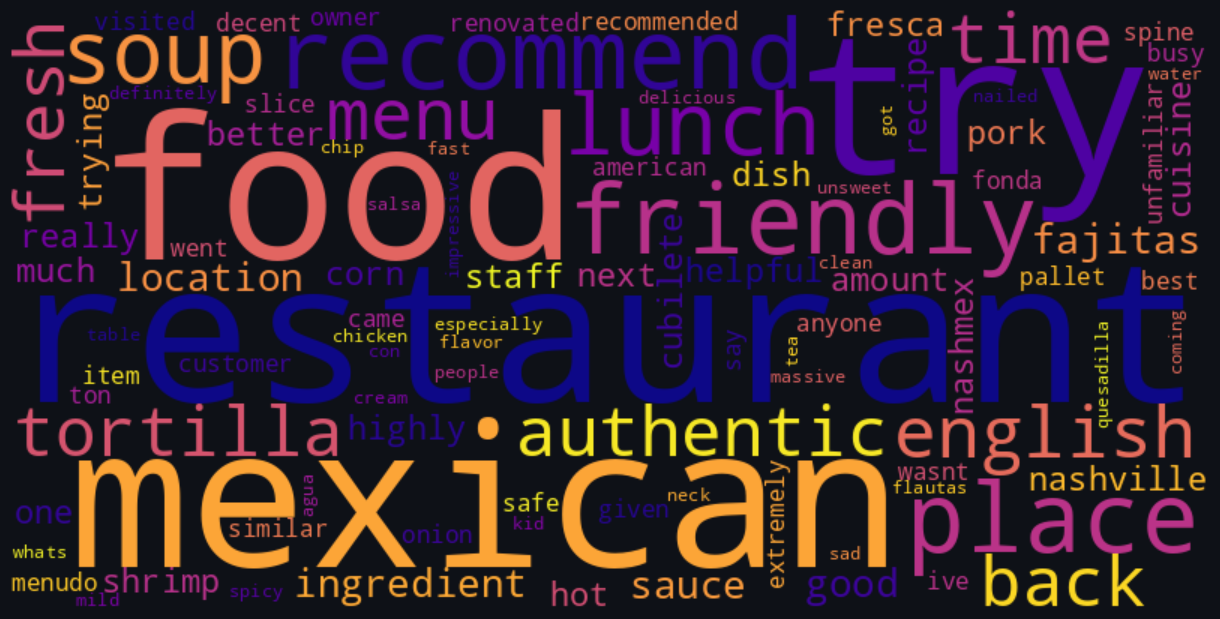 visited decent owner renovated recommended fresca time spine
fresh soup recommend try busy
definitely slice menu delicious lunch got recipe nailed water
trying better chip fast food american dish pork unfamiliar cuisine
salsa impressive friendly unsweet fonda
really went fajitas
much location corn staff next cubillete helpful clean amount pallet best
restaurant
table came chicken especially flavor say anyone tea nashmex quesadilla coming
con customer
item people massive
ton cream
tortilla highly authentic english
mexican
agua neck extremely wasnt flautas nashville
one similar onion safe kid given place
whats sad
menudo shrimp ingredient hot sauce good ive back
mild spicy